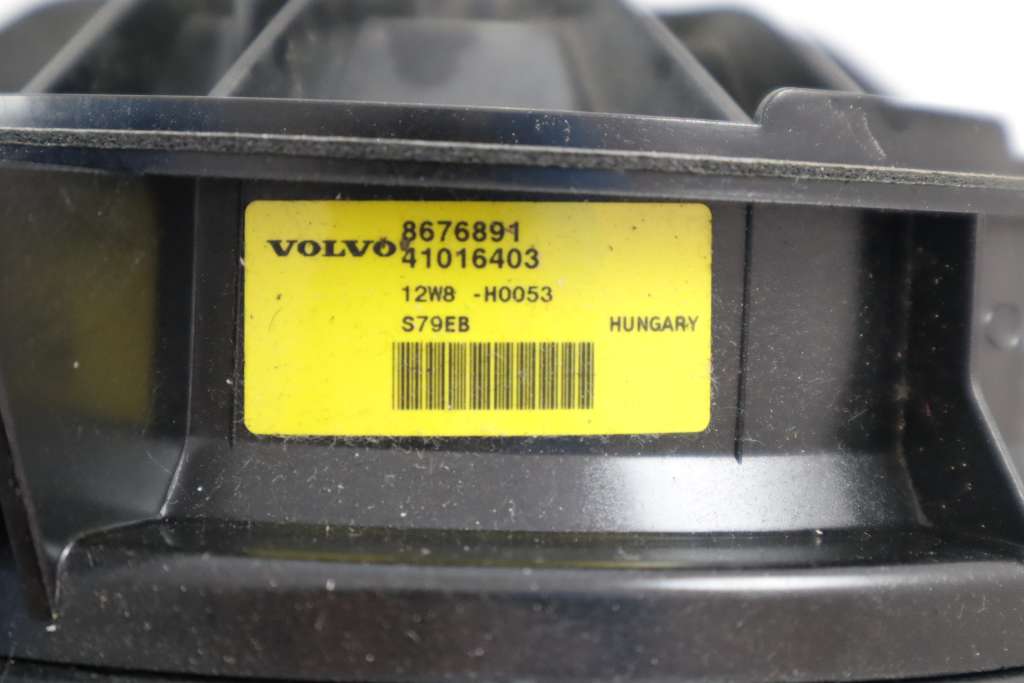 VOLVO 8676891
41016403
12W8 -H0053
S79EB HUNGARY